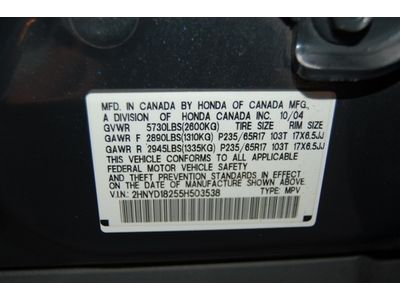 MFD. IN CANADA BY HONDA OF CANADA MFG.,
A DIVISION OF HONDA CANADA INC. 10/04
GVWR 5730LBS(2600KG) TIRE SIZE RIM SIZE
GAWR F 2890LBS(1310KG) P235/65R17 103T 17X6.5JJ
GAWR R 2945LBS(1335KG) P235/65R17 103T 17X6.5JJ
THIS VEHICLE CONFORMS TO ALL APPLICABLE
FEDERAL MOTOR VEHICLE SAFETY
AND THEFT PREVENTION STANDARDS IN EFFECT ON
THE DATE OF MANUFACTURE SHOWN ABOVE.
V.I.N.: 2HNYD18255H503538 TYPE: MPV